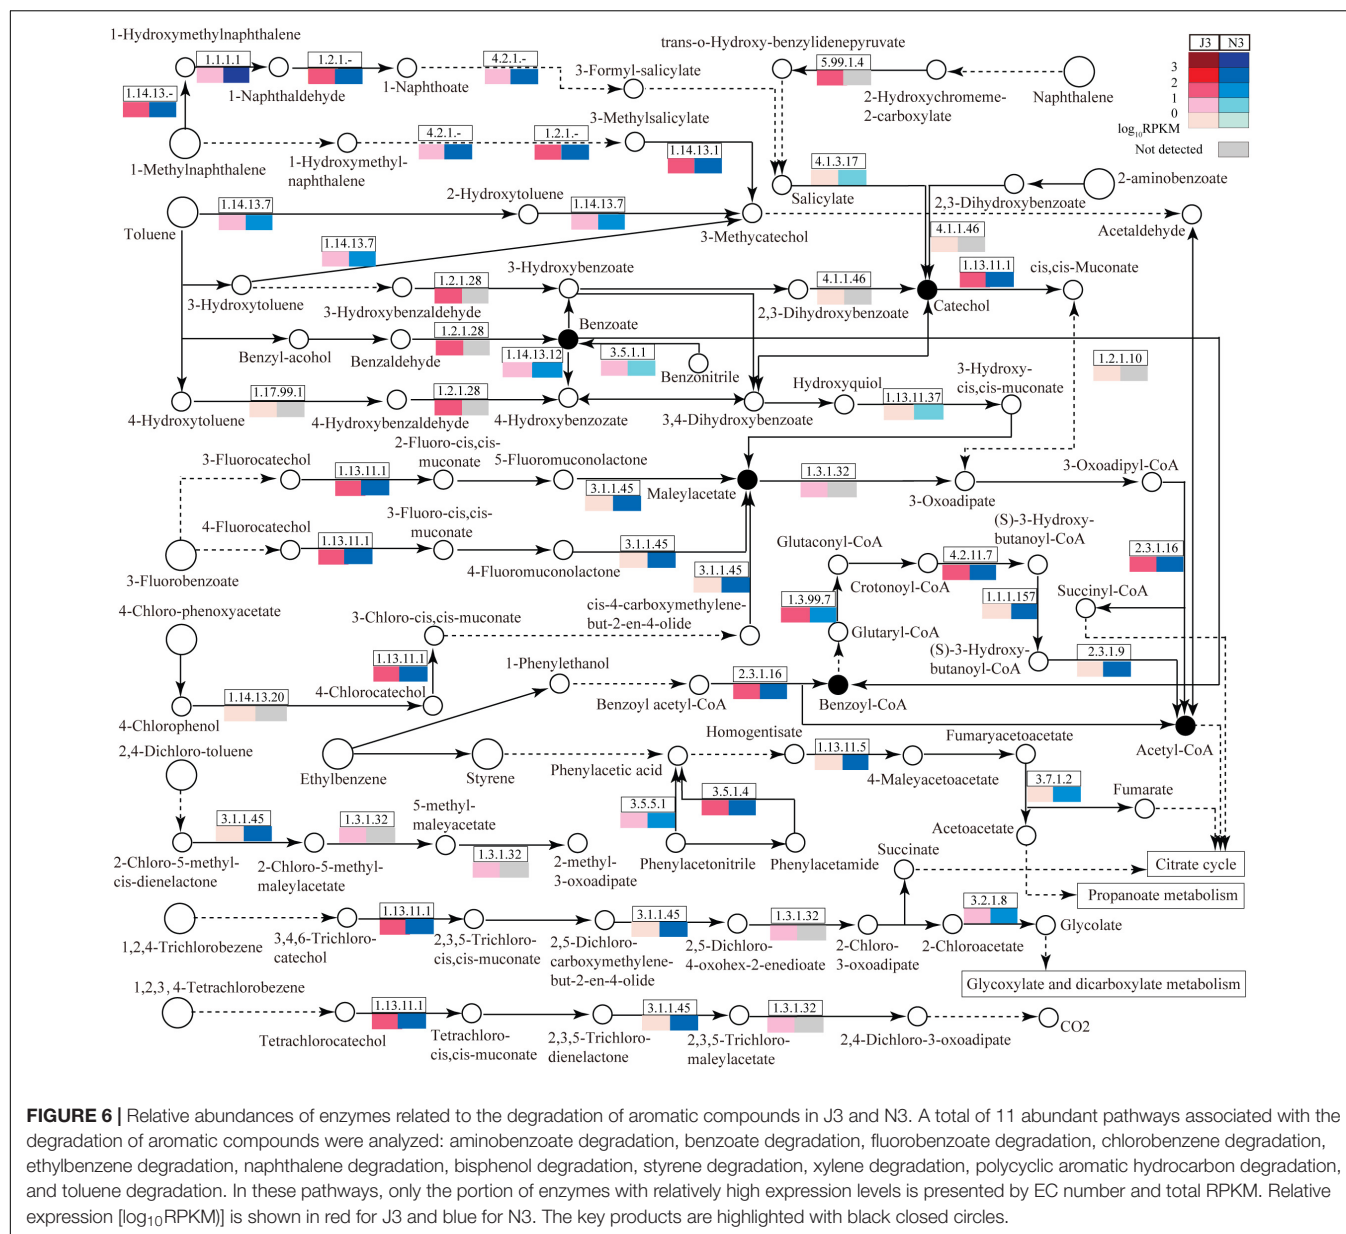 1-Hydroxymethylnaphthalene
1.1.1.1
1.2.1.-
4.2.1.-
1-Naphthaldehyde
1-Naphthoate
3-Formyl-salicylate
1.14.13.-
trans-o-Hydroxy-benzylidenepyruvate
5.99.1.4
2-Hydroxychromeme-
2-carboxylate
Naphthalene
J3
N3
3
2
1
0
log10RPKM
Not detected
1-Methylnaphthalene
1-Hydroxymethyl-
naphthalene
4.2.1.-
1.2.1.-
3-Methylsalicylate
1.14.13.1
4.1.3.17
Salicylate
2,3-Dihydroxybenzoate
2-aminobenzoate
Toluene
1.14.13.7
2-Hydroxytoluene
1.14.13.7
3-Methycatechol
Acetaldehyde
4.1.1.46
1.14.13.7
3-Hydroxytoluene
3-Hydroxybenzaldehyde
1.2.1.28
3-Hydroxybenzoate
4.1.1.46
2,3-Dihydroxybenzoate
1.13.11.1
Catechol
cis,cis-Muconate
Benzyl-acohol
Benzaldehyde
1.2.1.28
Benzoate
1.14.13.12
3.5.1.1
Benzonitrile
1.2.1.10
4-Hydroxytoluene
1.17.99.1
4-Hydroxybenzaldehyde
1.2.1.28
4-Hydroxybenzozate
3,4-Dihydroxybenzoate
Hydroxyquiol
1.13.11.37
3-Hydroxy-
cis,cis-muconate
3-Fluorocatechol
1.13.11.1
2-Fluoro-cis,cis-
muconate
5-Fluoromuconolactone
3.1.1.45
Maleylacetate
1.3.1.32
3-Oxoadipate
3-Oxoadipyl-CoA
3-Fluorobenzoate
4-Fluorocatechol
1.13.11.1
3-Fluoro-cis,cis-
muconate
4-Fluoromuconolactone
3.1.1.45
3.1.1.45
cis-4-carboxymethylene-
but-2-en-4-olide
Glutaconyl-CoA
Crotonoyl-CoA
4.2.11.7
(S)-3-Hydroxy-
butanoyl-CoA
2.3.1.16
1.3.99.7
Glutaryl-CoA
1.1.1.157
Succinyl-CoA
(S)-3-Hydroxy-
butanoyl-CoA
2.3.1.9
4-Chloro-phenoxyacetate
3-Chloro-cis,cis-muconate
1.13.11.1
4-Chlorocatechol
1.14.13.20
4-Chlorophenol
1-Phenylethanol
Benzoyl acetyl-CoA
2.3.1.16
Benzoyl-CoA
Acetyl-CoA
2,4-Dichloro-toluene
Ethylbenzene
Styrene
Phenylacetic acid
Homogentisate
1.13.11.5
4-Maleyacetoacetate
Fumaryacetoacetate
3.7.1.2
Fumarate
Acetoacetate
3.5.5.1
3.5.1.4
Phenylacetonitrile
Phenylacetamide
3.1.1.45
2-Chloro-5-methyl-
cis-dienelactone
1.3.1.32
2-Chloro-5-methyl-
maleylacetate
5-methyl-
maleyacetate
1.3.1.32
2-methyl-
3-oxoadipate
Succinate
Citrate cycle
Propanoate metabolism
1,2,4-Trichlorobezene
3,4,6-Trichloro-
catechol
1.13.11.1
2,3,5-Trichloro-
cis,cis-muconate
2,5-Dichloro-
carboxymethylene-
but-2-en-4-olide
3.1.1.45
2,5-Dichloro-
4-oxohex-2-enedioate
1.3.1.32
2-Chloro-
3-oxoadipate
2-Chloroacetate
3.2.1.8
Glycolate
Glycoxylate and dicarboxylate metabolism
1,2,3, 4-Tetrachlorobezene
Tetrachlorocatechol
1.13.11.1
Tetrachloro-
cis,cis-muconate
2,3,5-Trichloro-
dienelactone
3.1.1.45
2,3,5-Trichloro-
maleylacetate
1.3.1.32
2,4-Dichloro-3-oxoadipate
CO2
FIGURE 6 | Relative abundances of enzymes related to the degradation of aromatic compounds in J3 and N3. A total of 11 abundant pathways associated with the
degradation of aromatic compounds were analyzed: aminobenzoate degradation, benzoate degradation, fluorobenzoate degradation, chlorobenzene degradation,
ethylbenzene degradation, naphthalene degradation, bisphenol degradation, styrene degradation, xylene degradation, polycyclic aromatic hydrocarbon degradation,
and toluene degradation. In these pathways, only the portion of enzymes with relatively high expression levels is presented by EC number and total RPKM. Relative
expression [log10RPKM)] is shown in red for J3 and blue for N3. The key products are highlighted with black closed circles.